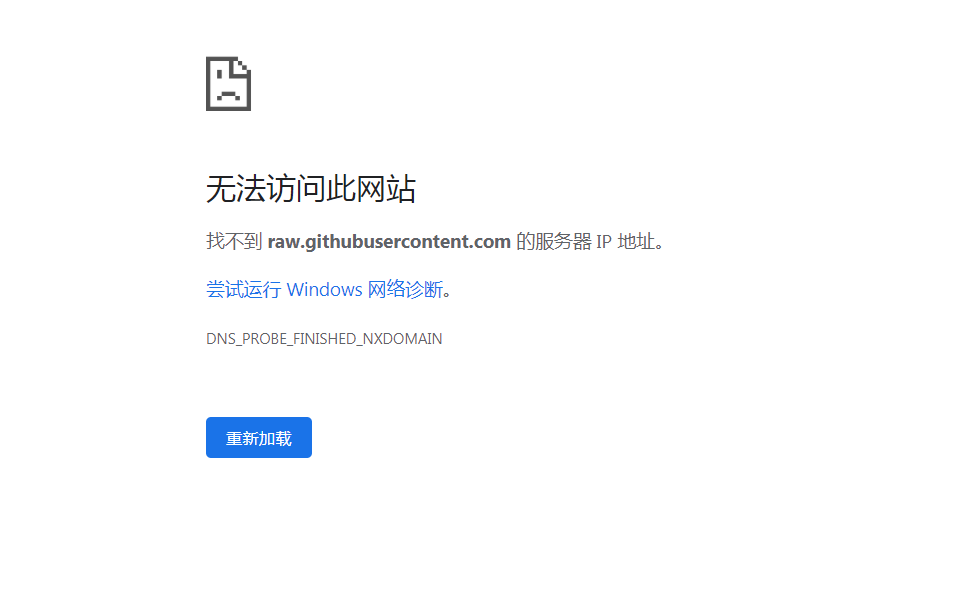 无法访问此网站
找不到 raw.githubusercontent.com 的服务器 IP 地址。
尝试运行 Windows 网络诊断。
DNS_PROBE_FINISHED_NXDOMAIN
重新加载